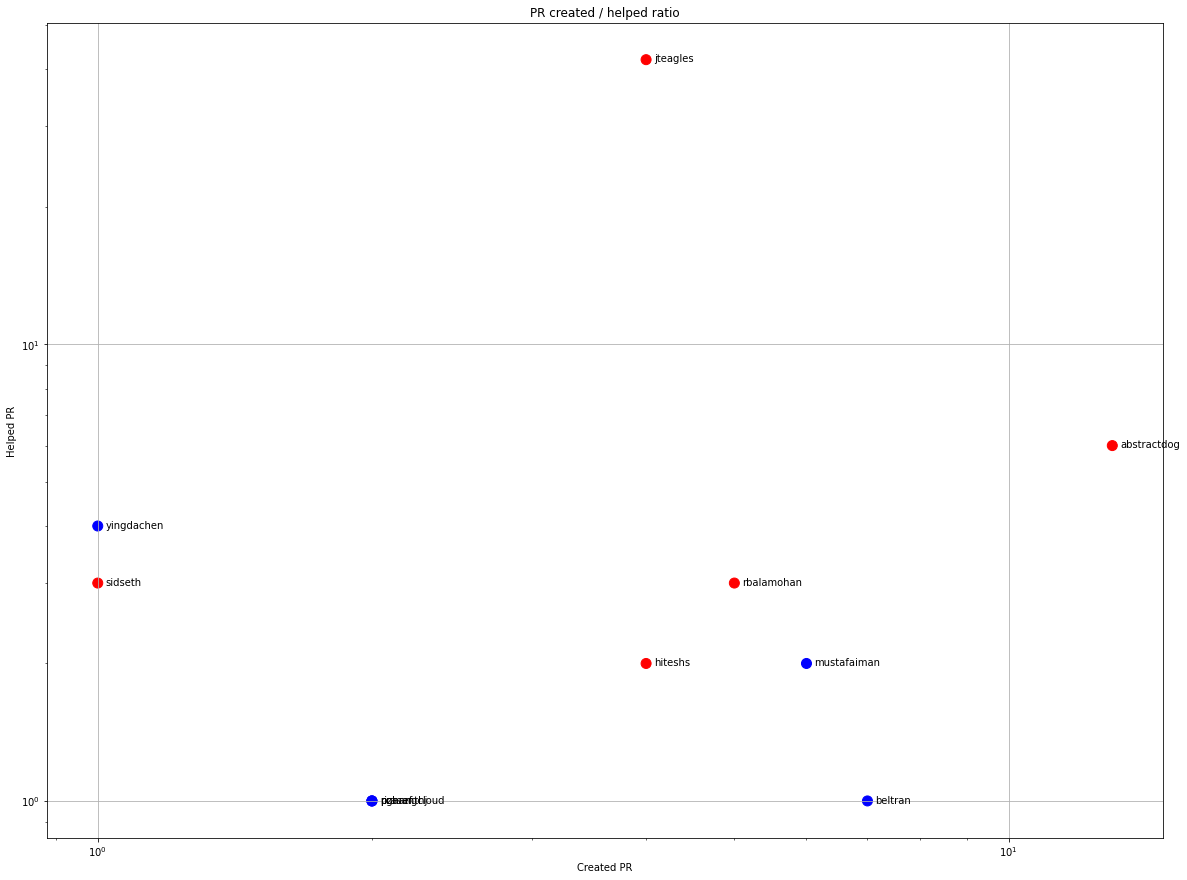 PR created / helped ratio
jteagles
10¹
Helped PR
abstractdog
yingdachen
sidseth
rbalamohan
hiteshs
mustafaiman
10⁰
beltran
10⁰
10¹
Created PR